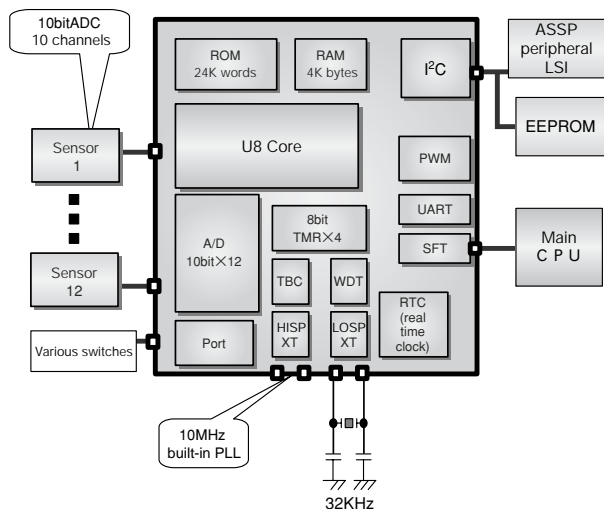 10bitADC
10 channels
ROM
24K words
RAM
4K bytes
I²C
ASSP
peripheral
LSI
EEPROM
U8 Core
Sensor
1
PWM
UART
SFT
Main
C P U
A/D
10bit×12
8bit
TMR×4
Sensor
12
TBC
WDT
RTC
(real
time
clock)
Various switches
Port
HISP
XT
LOSP
XT
10MHz
built-in PLL
32KHz